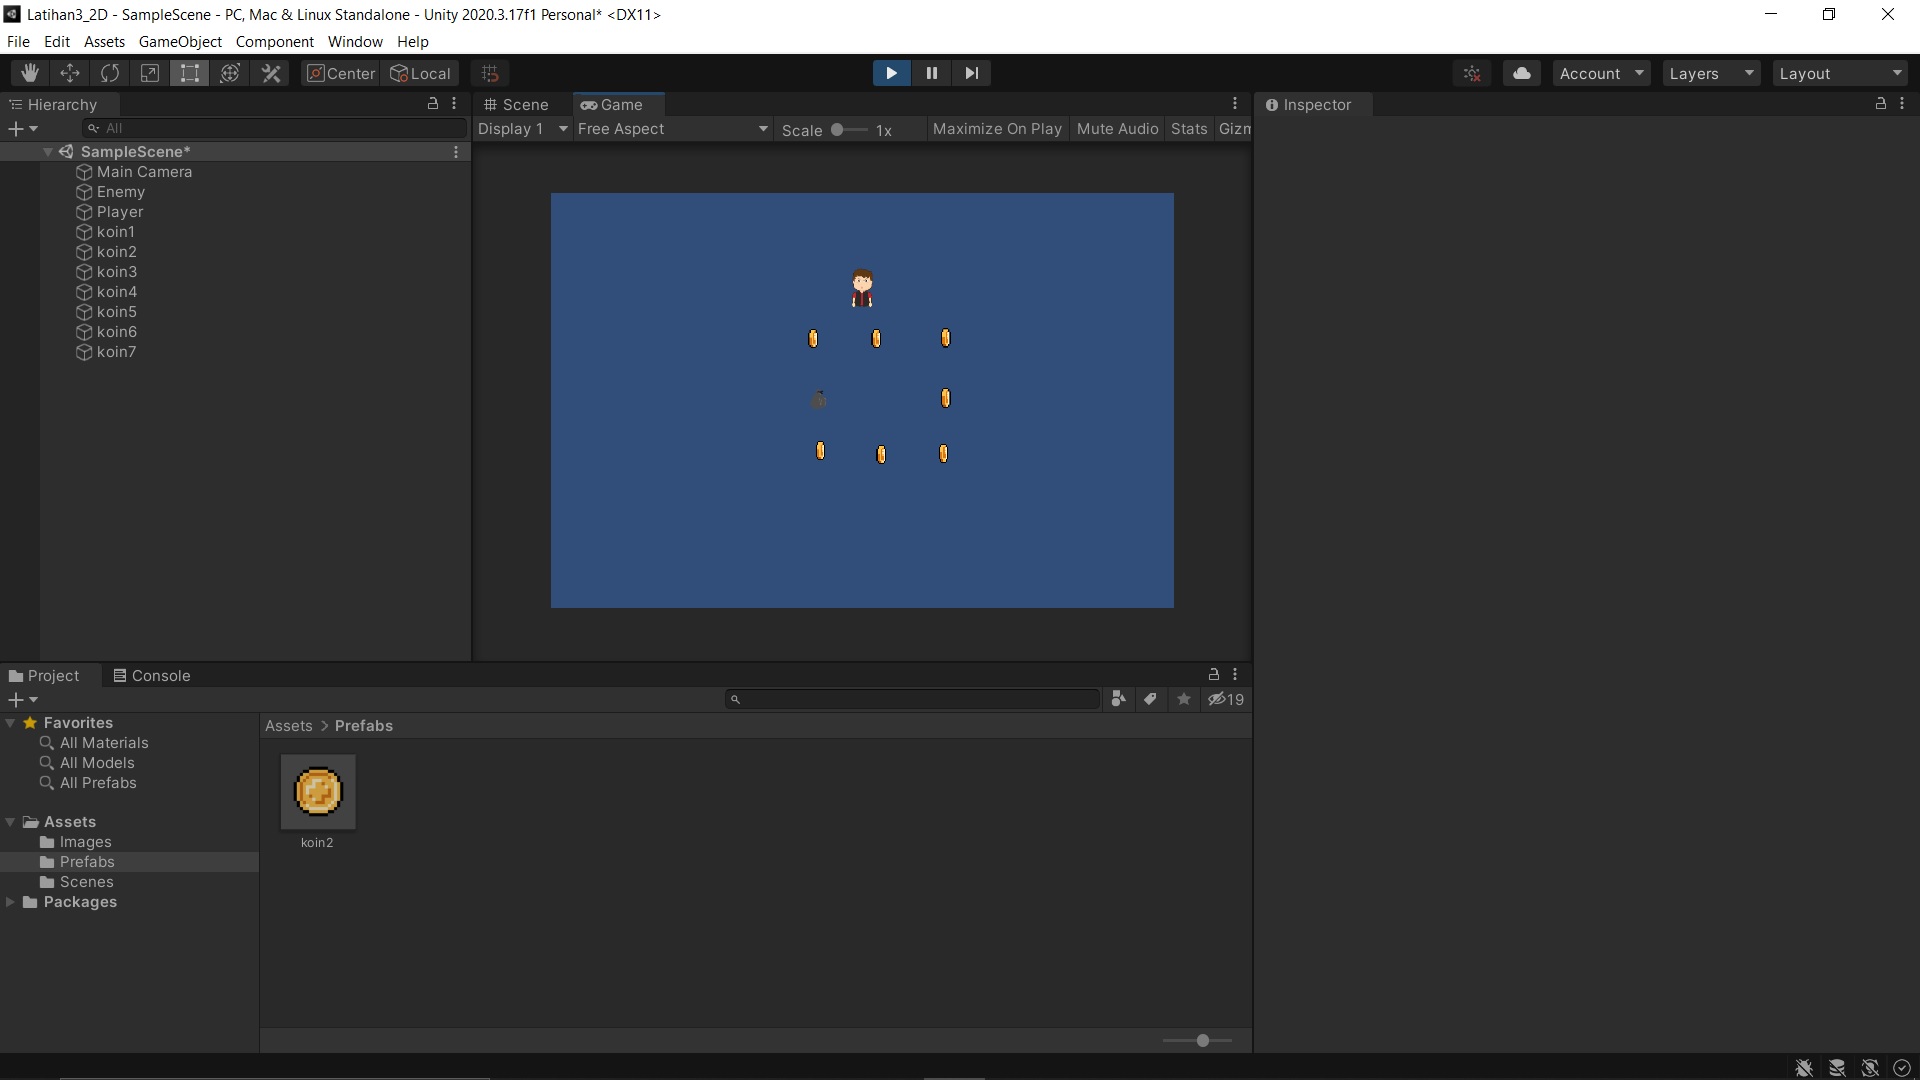 Latihan3_2D - SampleScene - PC, Mac & Linux Standalone - Unity 2020.3.17f1 Personal* <DX11>
File Edit Assets GameObject Component Window Help
Center Local Account Layers Layout
Hierarchy
All
SampleScene*
Main Camera
Enemy
Player
koin1
koin2
koin3
koin4
koin5
koin6
koin7
Scene Game
Display 1 Free Aspect Scale 1x Maximize On Play Mute Audio Stats Gizm
Inspector
Project Console
19
Favorites
All Materials
All Models
All Prefabs
Assets
Images
Prefabs
Scenes
Packages
Assets > Prefabs
koin2